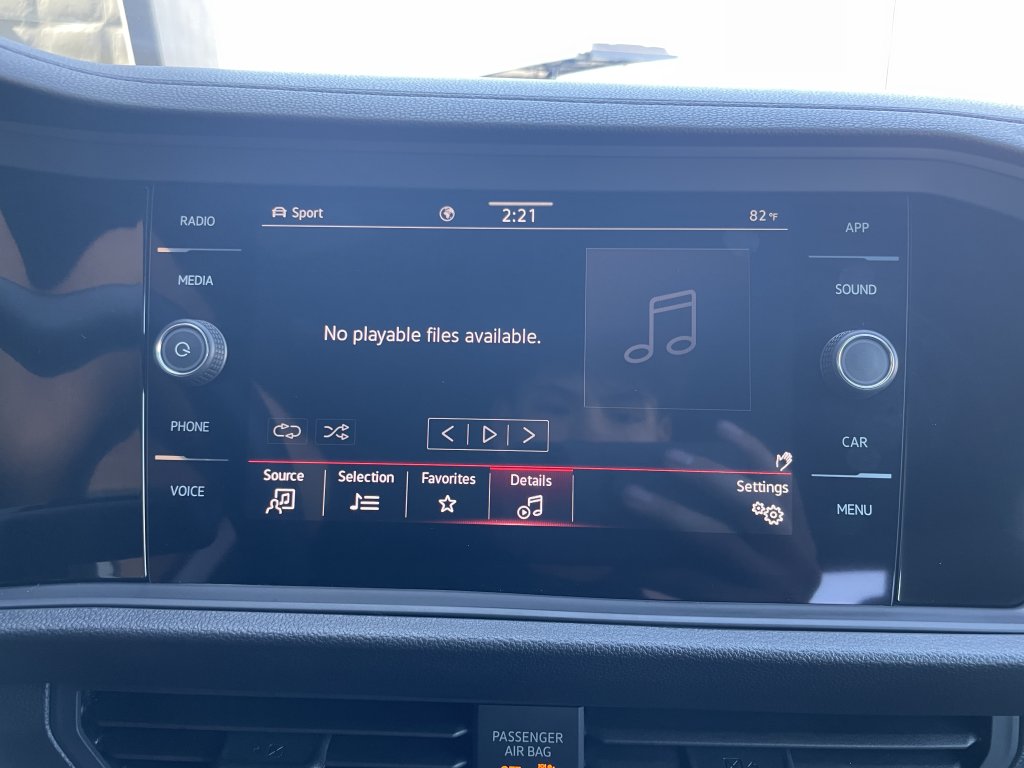 RADIO
MEDIA
PHONE
VOICE
Sport
2:21
82°F
No playable files available.
Source
Selection
Favorites
Details
Settings
APP
SOUND
CAR
MENU
PASSENGER
AIR BAG